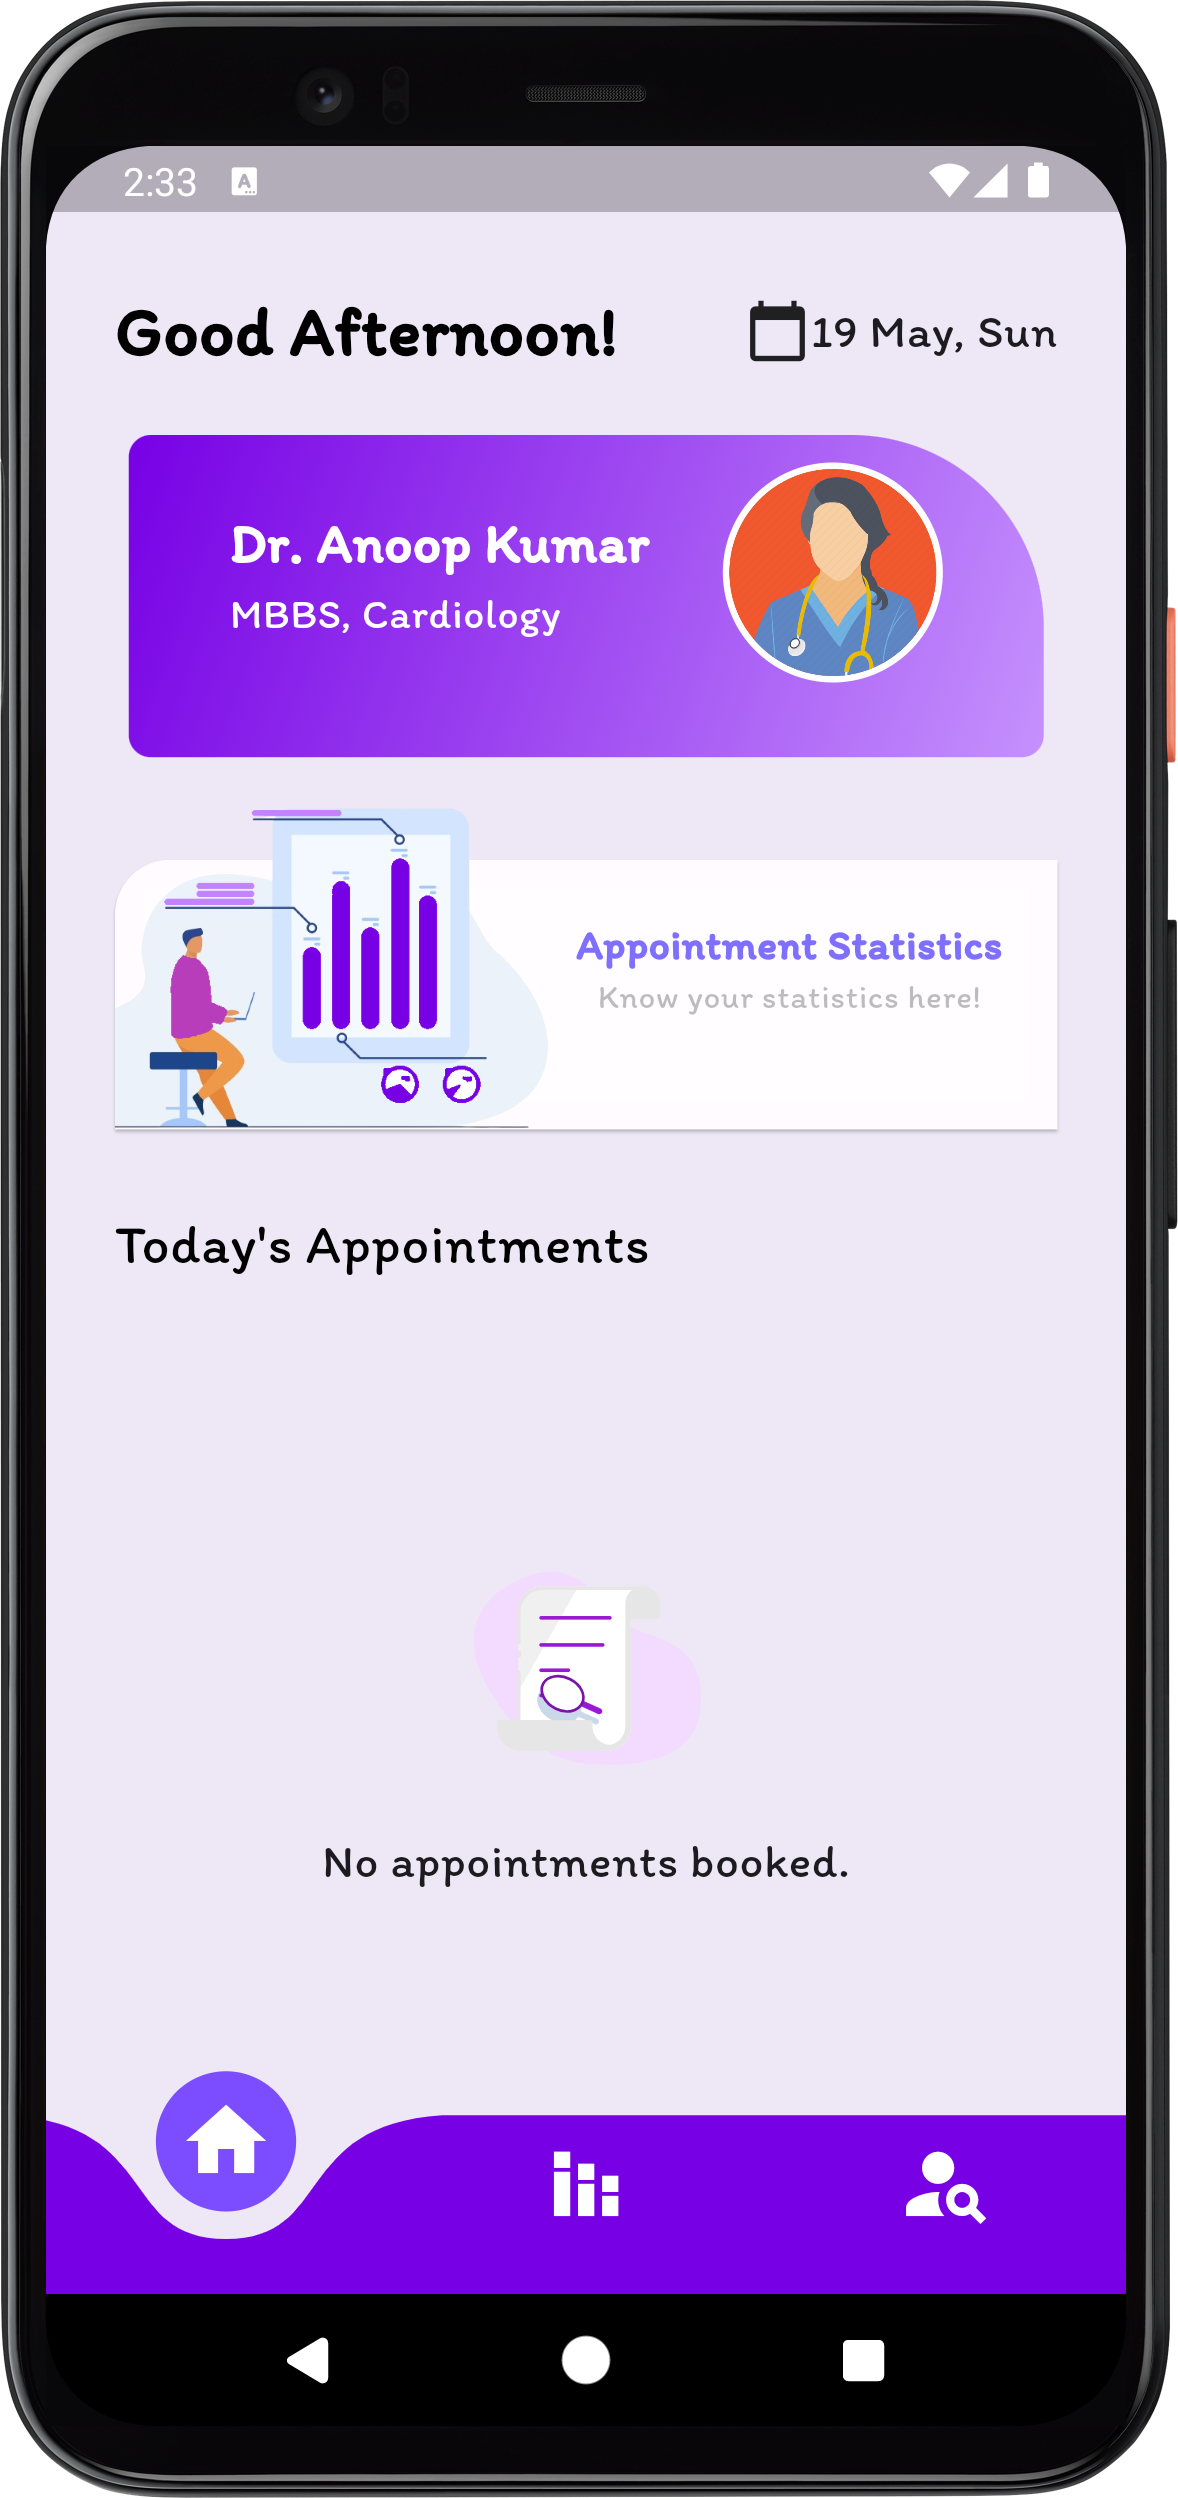 2:33
Good Afternoon!
19 May, Sun
Dr. Anoop Kumar
MBBS, Cardiology
Appointment Statistics
Know your statistics here!
Today's Appointments
No appointments booked.